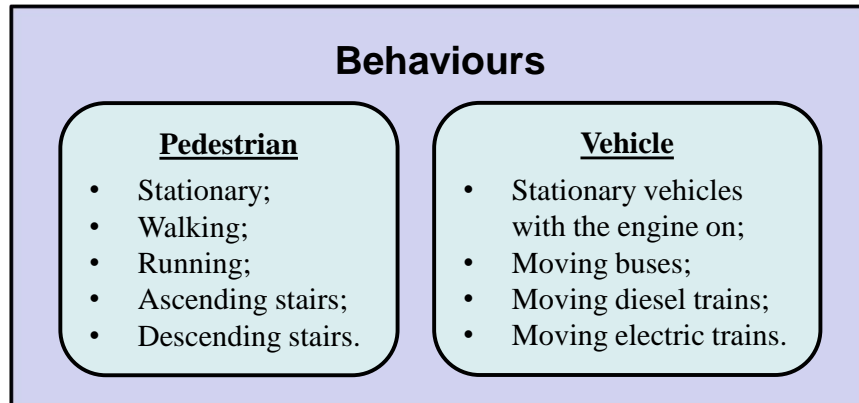 Behaviours
Pedestrian
• Stationary;
• Walking;
• Running;
• Ascending stairs;
• Descending stairs.
Vehicle
• Stationary vehicles
with the engine on;
• Moving buses;
• Moving diesel trains;
• Moving electric trains.